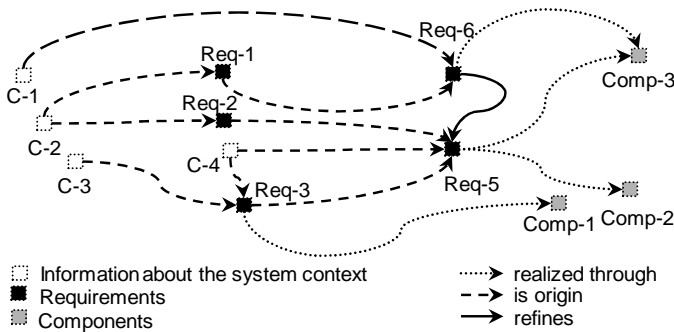 Req-6
Req-1
C-1
Comp-3
Req-2
C-2
C-4
C-3
Req-5
Req-3
Comp-1
Comp-2
Information about the system context
realized through
Requirements
is origin
Components
refines